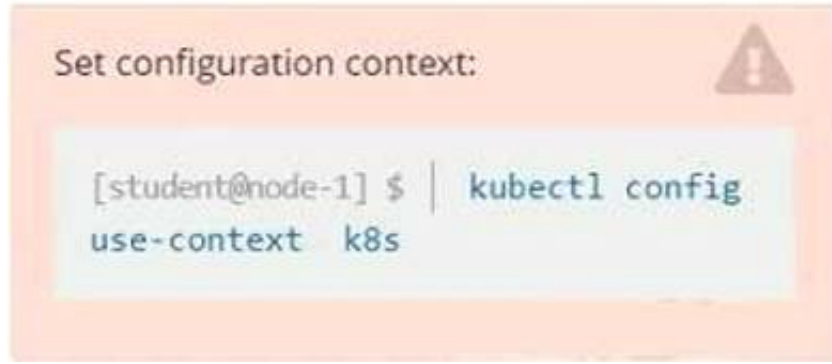 Set configuration context:
[student@node-1] $ | kubectl config
use-context k8s